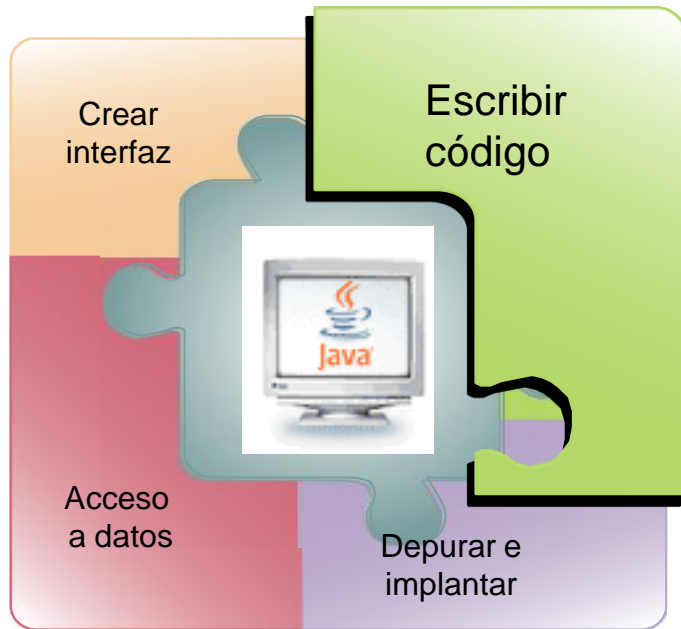 Crear
interfaz
Escribir
código
Java
Acceso
a datos
Depurar e
implantar